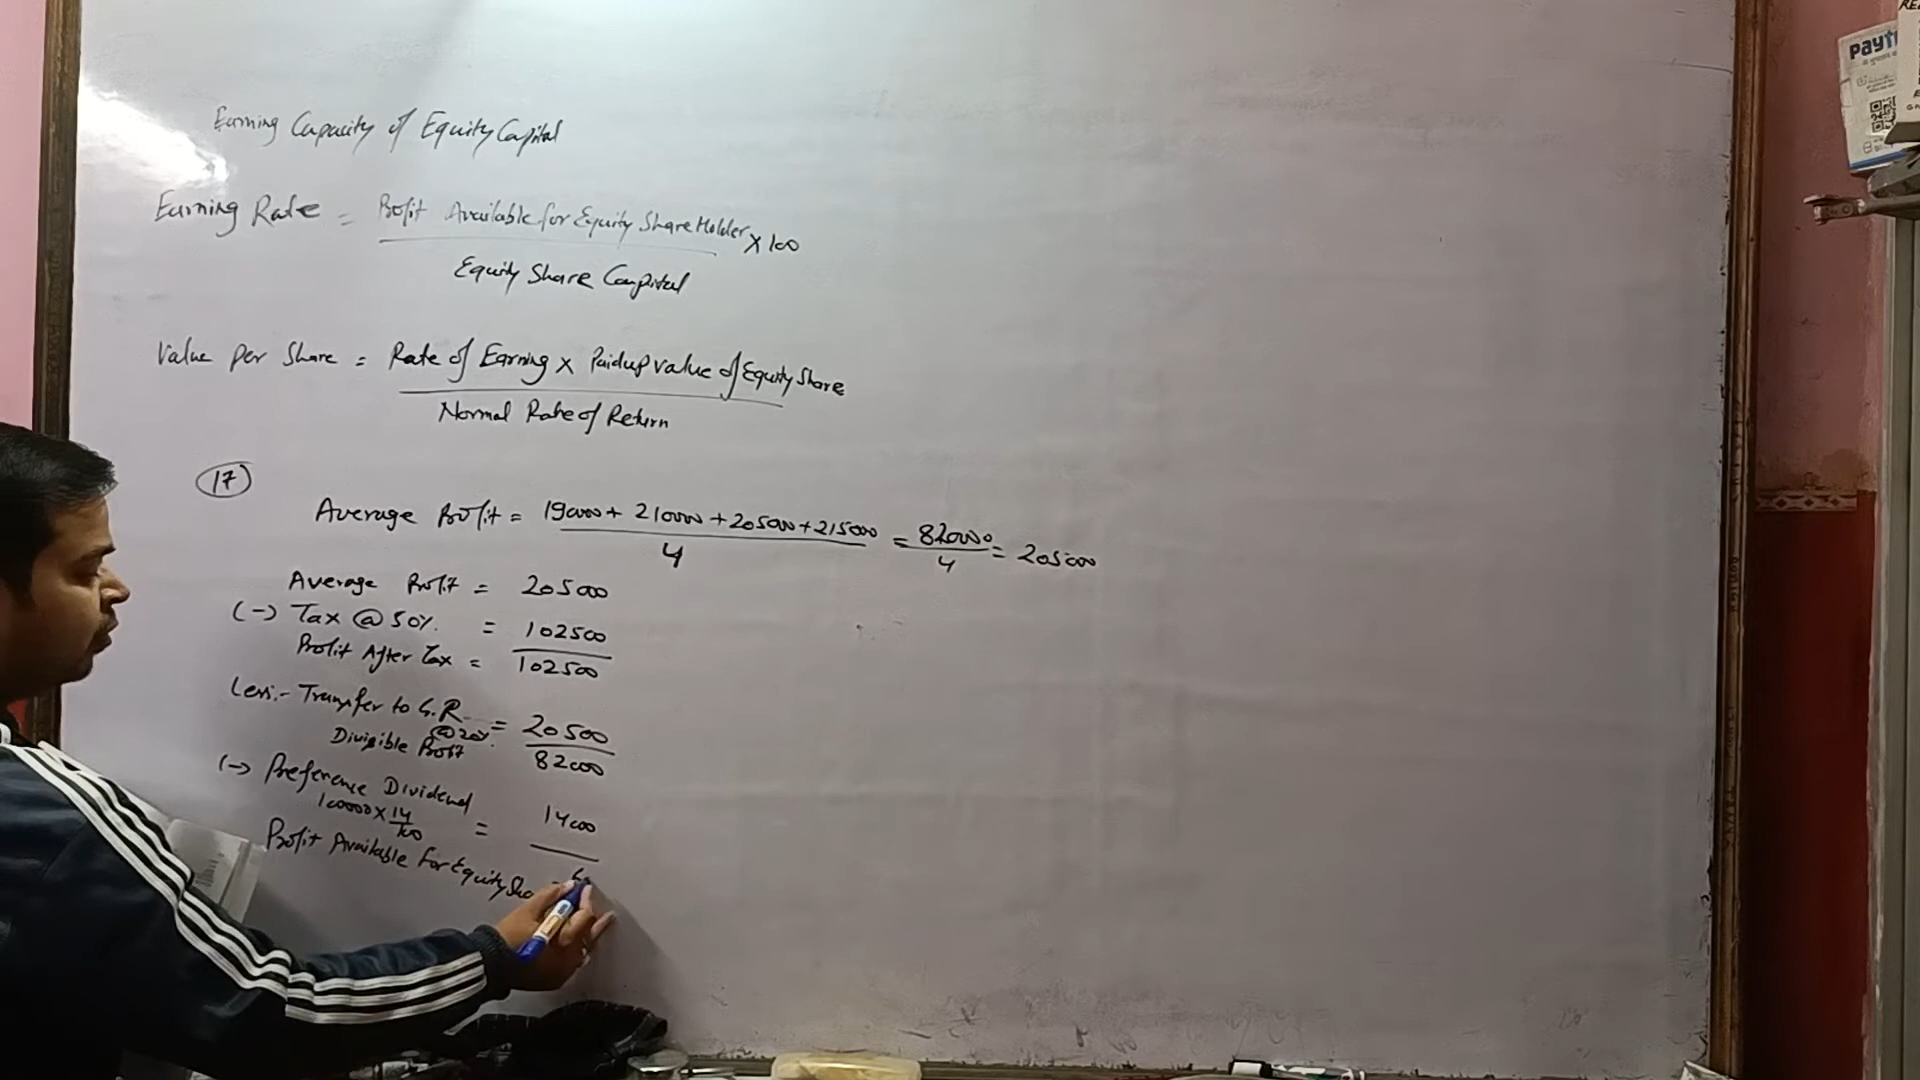 Earning Capacity of Equity Capital
Earning Rate = Profit Available for Equity Share Holder × 100
Equity Share Capital
Value per Share = Rate of Earning × Paidup value of Equity Share
Normal Rate of Return
17
Average Profit = 190000 + 210000 + 205000 + 215000 = 820000 = 205000
4 4
Average Profit = 205000
(-) Tax @ 50% = 102500
Profit After Tax = 102500
Less:- Transfer to G.R @ 20% = 20500
Divisible Profit 82000
(-) Preference Dividend
100000 × 14/100 = 14000
Profit Available for Equity Sha
Payt